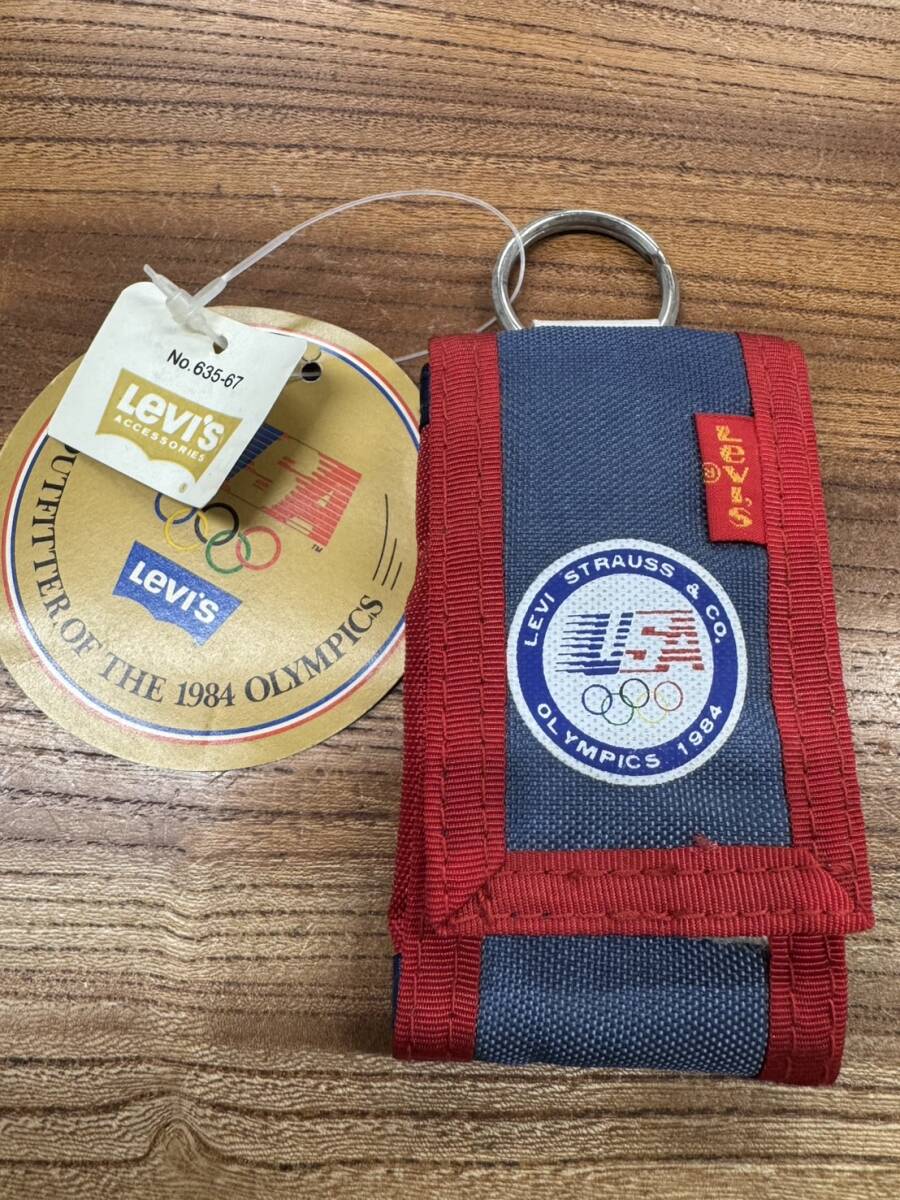 No. 635-67
LEVI'S
ACCESSORIES
USA
TM
LEVI'S
OUTFITTER OF THE 1984 OLYMPICS
LEVI'S
®
LEVI STRAUSS & CO.
USA
OLYMPICS 1984